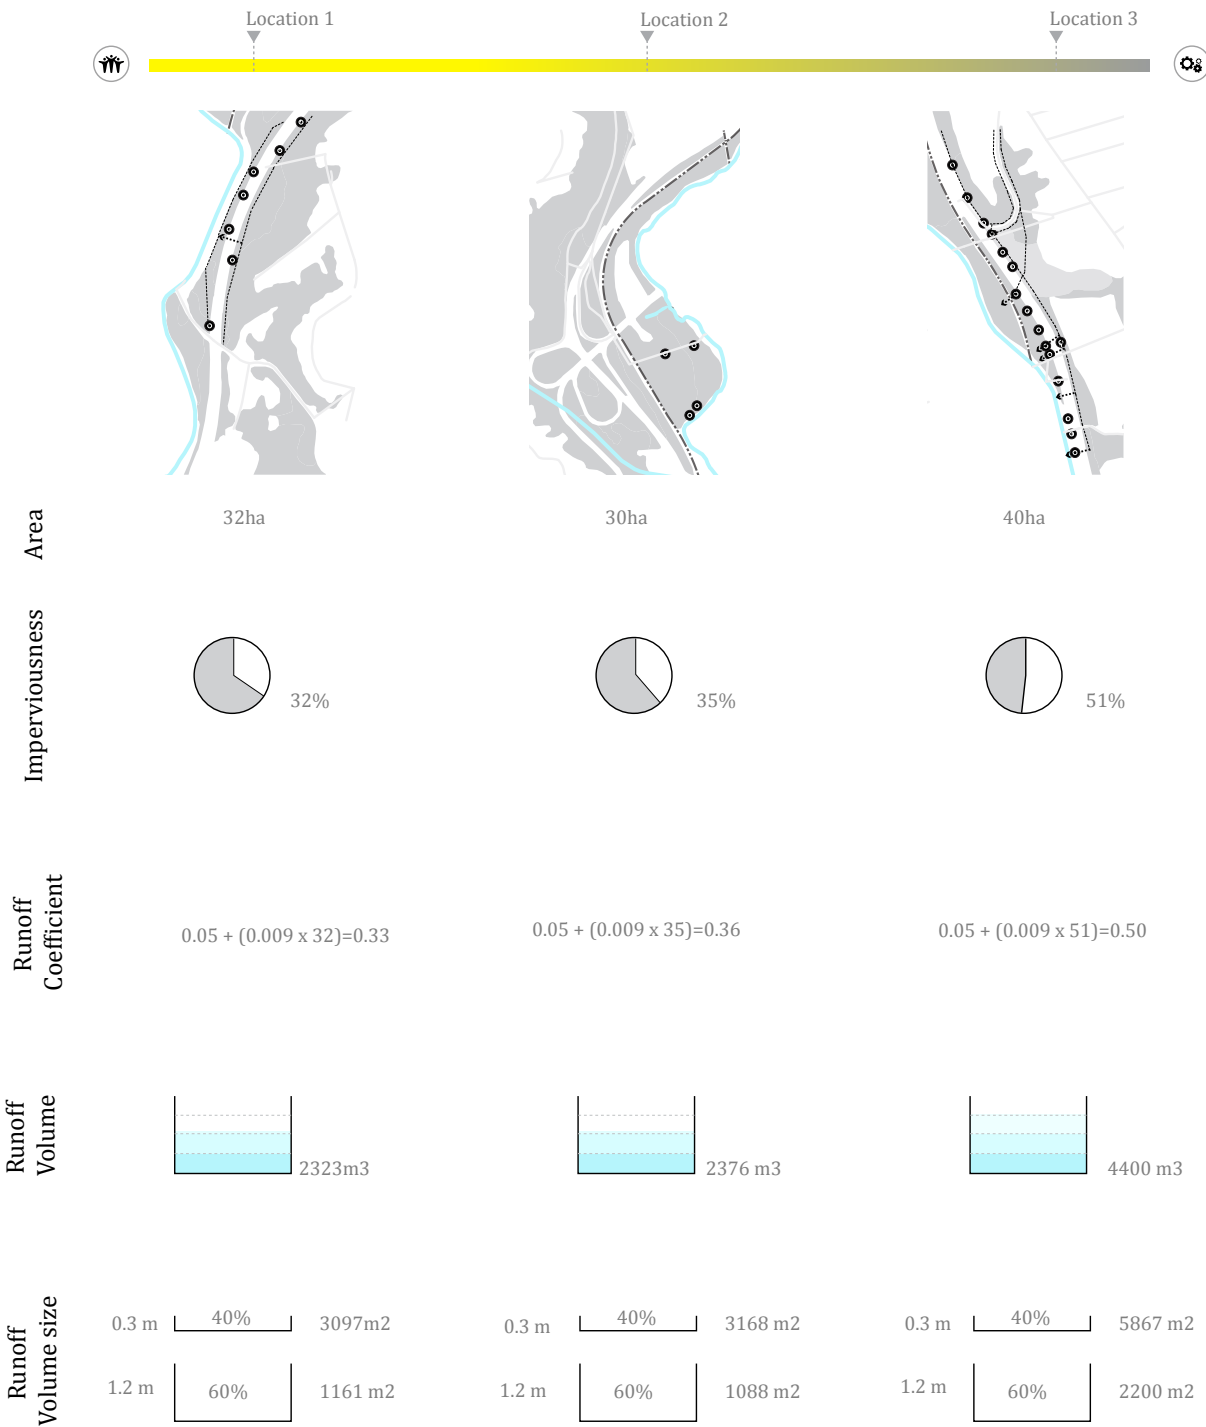 Location 1
Location 2
Location 3
Area
32ha
30ha
40ha
Imperviousness
32%
35%
51%
Runoff
Coefficient
0.05 + (0.009 x 32)=0.33
0.05 + (0.009 x 35)=0.36
0.05 + (0.009 x 51)=0.50
Runoff
Volume
2323m3
2376 m3
4400 m3
Runoff
Volume size
0.3 m
40%
3097m2
0.3 m
40%
3168 m2
0.3 m
40%
5867 m2
1.2 m
60%
1161 m2
1.2 m
60%
1088 m2
1.2 m
60%
2200 m2